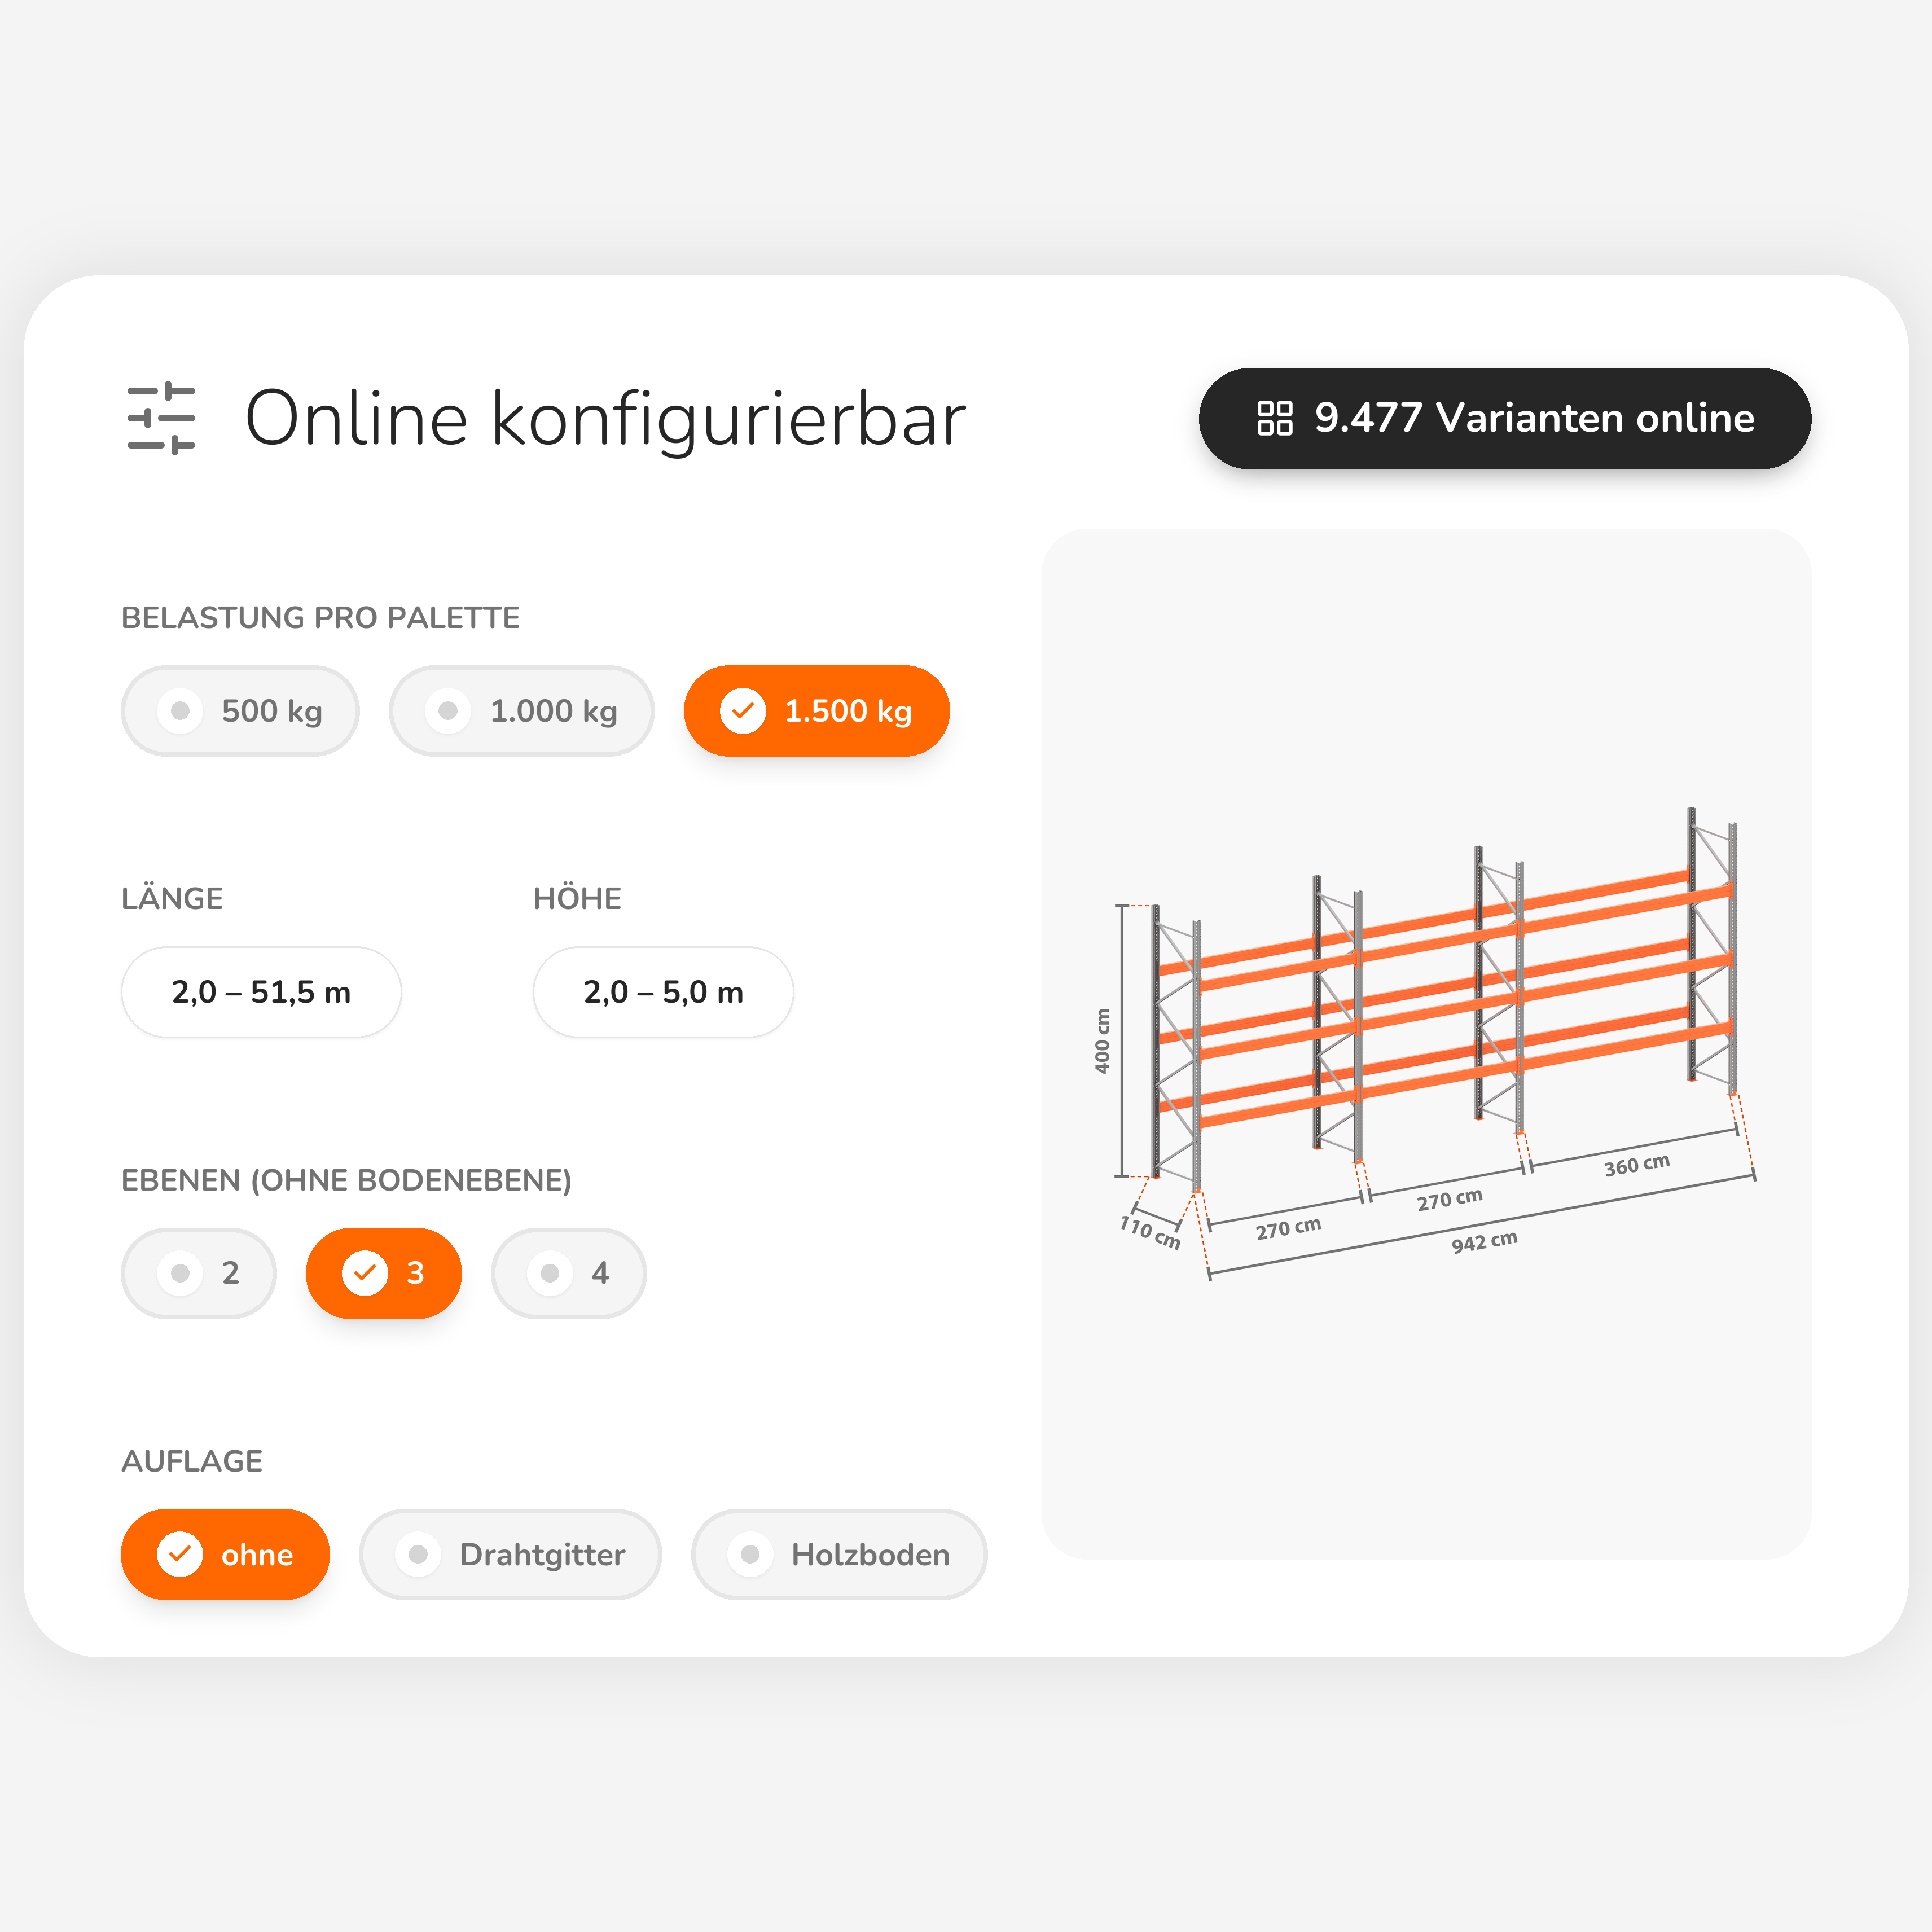 Online konfigurierbar
9.477 Varianten online
BELASTUNG PRO PALETTE
500 kg
1.000 kg
1.500 kg
LÄNGE
HÖHE
2,0 – 51,5 m
2,0 – 5,0 m
EBENEN (OHNE BODENEBENE)
2
3
4
AUFLAGE
ohne
Drahtgitter
Holzboden
400 cm
110 cm
270 cm
270 cm
360 cm
942 cm